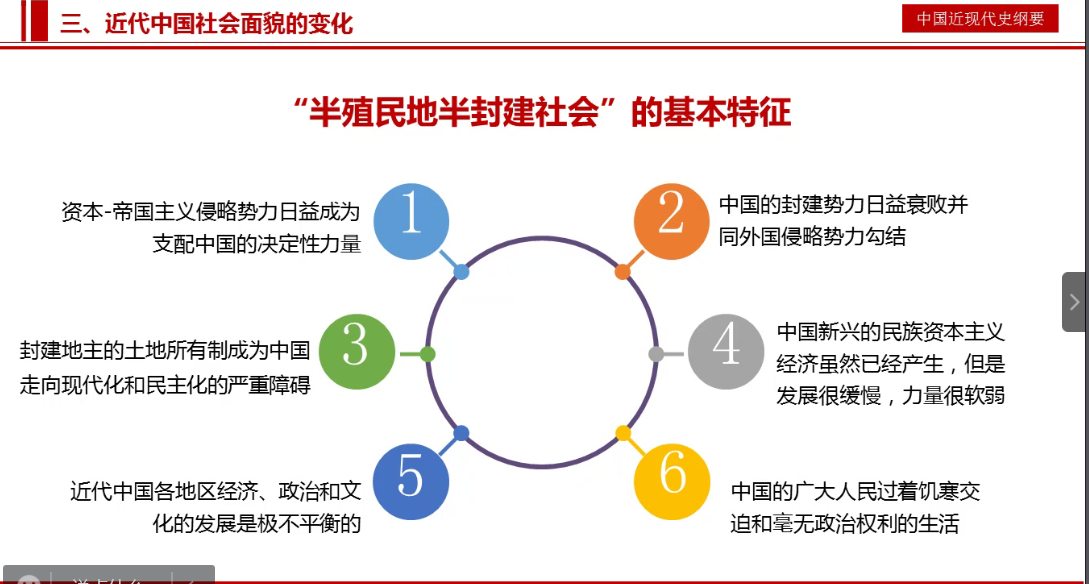 三、近代中国社会面貌的变化
中国近现代史纲要
“半殖民地半封建社会”的基本特征
1
资本-帝国主义侵略势力日益成为
支配中国的决定性力量
2
中国的封建势力日益衰败并
同外国侵略势力勾结
3
封建地主的土地所有制成为中国
走向现代化和民主化的严重障碍
4
中国新兴的民族资本主义
经济虽然已经产生，但是
发展很缓慢，力量很软弱
5
近代中国各地区经济、政治和文
化的发展是极不平衡的
6
中国的广大人民过着饥寒交
迫和毫无政治权利的生活